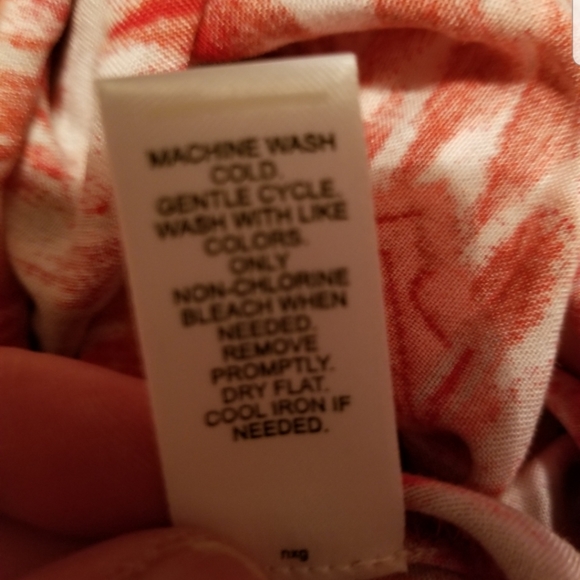 MACHINE WASH
COLD.
GENTLE CYCLE.
WASH WITH LIKE
COLORS.
ONLY
NON-CHLORINE
BLEACH WHEN
NEEDED.
REMOVE
PROMPTLY.
DRY FLAT.
COOL IRON IF
NEEDED.
nxg